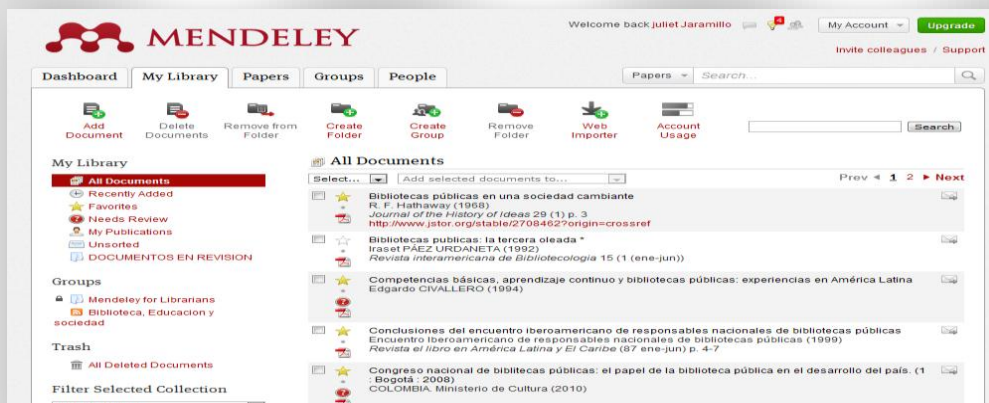 MENDELEY
Welcome back juliet Jaramillo
4
My Account
Upgrade
Invite colleagues / Support
Dashboard
My Library
Papers
Groups
People
Papers
Search...
Add Document
Delete Documents
Remove from Folder
Create Folder
Create Group
Remove Folder
Web Importer
Account Usage
Search
My Library
All Documents
Recently Added
Favorites
Needs Review
My Publications
Unsorted
DOCUMENTOS EN REVISION
Groups
Mendeley for Librarians
Biblioteca, Educacion y
sociedad
Trash
All Deleted Documents
Filter Selected Collection
All Documents
Select...
Add selected documents to...
Prev 1 2 Next
Bibliotecas públicas en una sociedad cambiante
R. F. Hathaway (1968)
Journal of the History of Ideas 29 (1) p. 3
http://www.jstor.org/stable/2708462?origin=crossref
Bibliotecas publicas: la tercera oleada *
Iraset PÁEZ URDANETA (1992)
Revista interamericana de Bibliotecologia 15 (1 (ene-jun))
Competencias básicas, aprendizaje continuo y bibliotecas públicas: experiencias en América Latina
Edgardo CIVALLERO (1994)
Conclusiones del encuentro iberoamericano de responsables nacionales de bibliotecas públicas
Encuentro Iberoamericano de responsables nacionales de bibliotecas públicas (1999)
Revista el libro en América Latina y El Caribe (87 ene-jun) p. 4-7
Congreso nacional de bibliitecas públicas: el papel de la biblioteca pública en el desarrollo del país. (1
: Bogotá : 2008)
COLOMBIA. Ministerio de Cultura (2010)